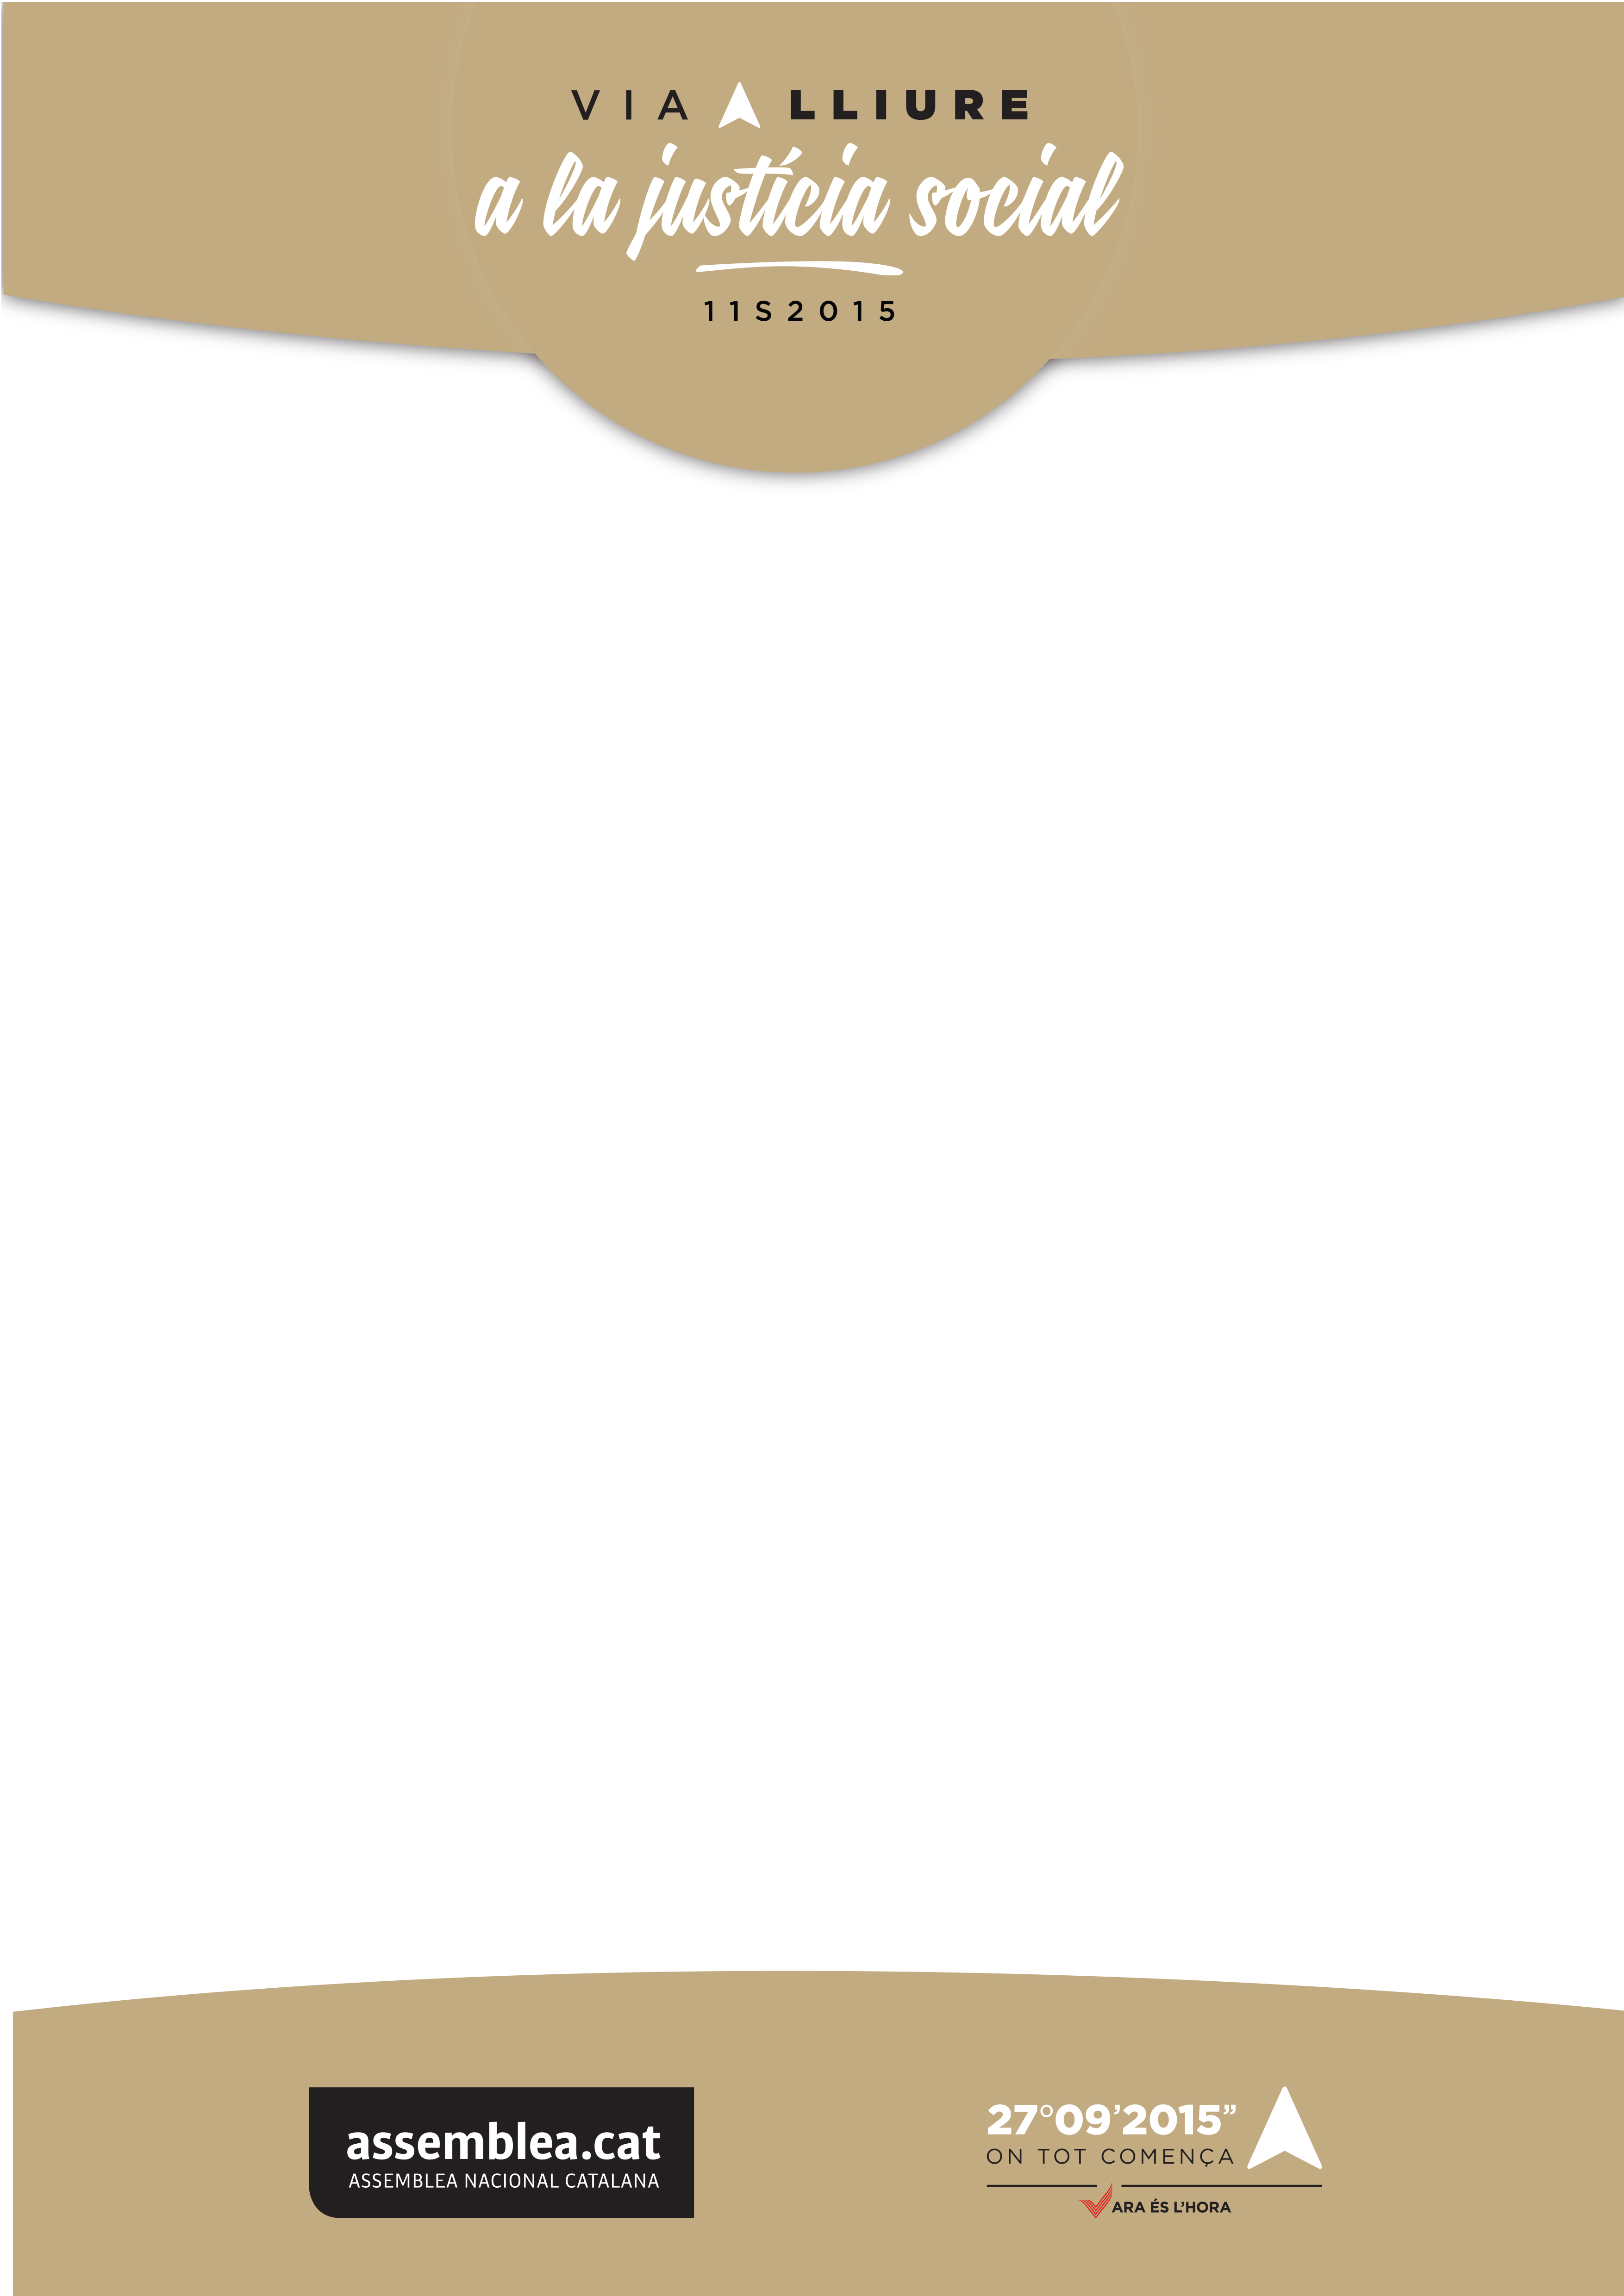 VIA LLIURE
a la justícia social
11S2015
assemblea.cat
ASSEMBLEA NACIONAL CATALANA
27°09’2015”
ON TOT COMENÇA
ARA ÉS L’HORA